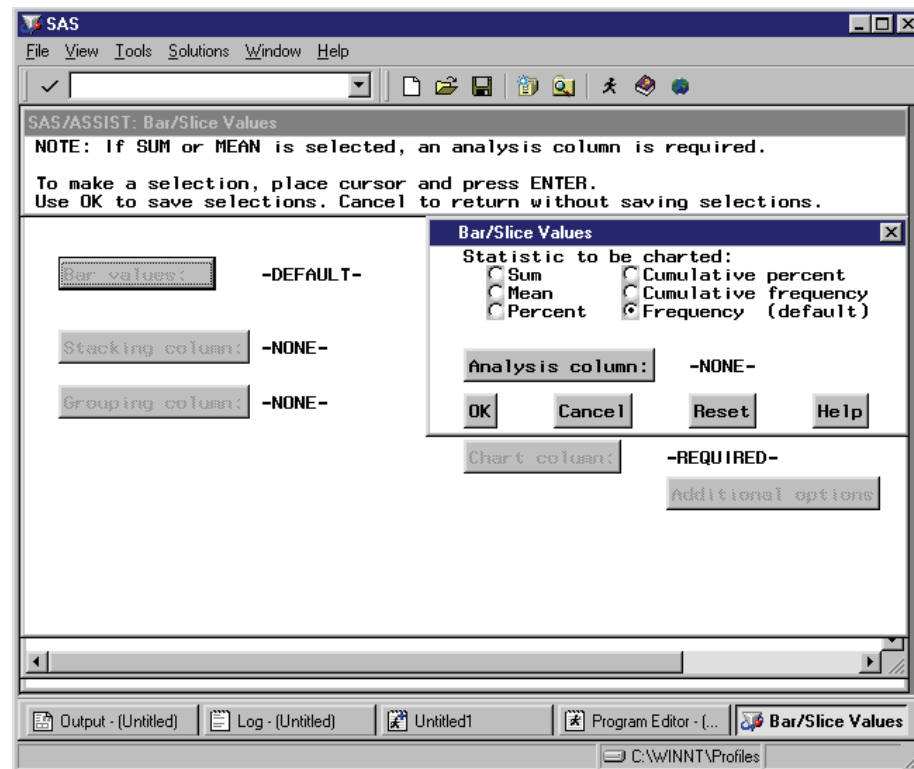 SAS
File View Tools Solutions Window Help
SAS/ASSIST: Bar/Slice Values
NOTE: If SUM or MEAN is selected, an analysis column is required.
To make a selection, place cursor and press ENTER.
Use OK to save selections. Cancel to return without saving selections.
Bar/Slice Values
Statistic to be charted:
Sum Cumulative percent
Mean Cumulative frequency
Percent Frequency (default)
Analysis column: -NONE-
OK Cancel Reset Help
Bar values: -DEFAULT-
Stacking column: -NONE-
Grouping column: -NONE-
Chart column: -REQUIRED-
Additional options
Output - (Untitled) Log - (Untitled) Untitled1 Program Editor - (... Bar/Slice Values
C:\WINNT\Profiles